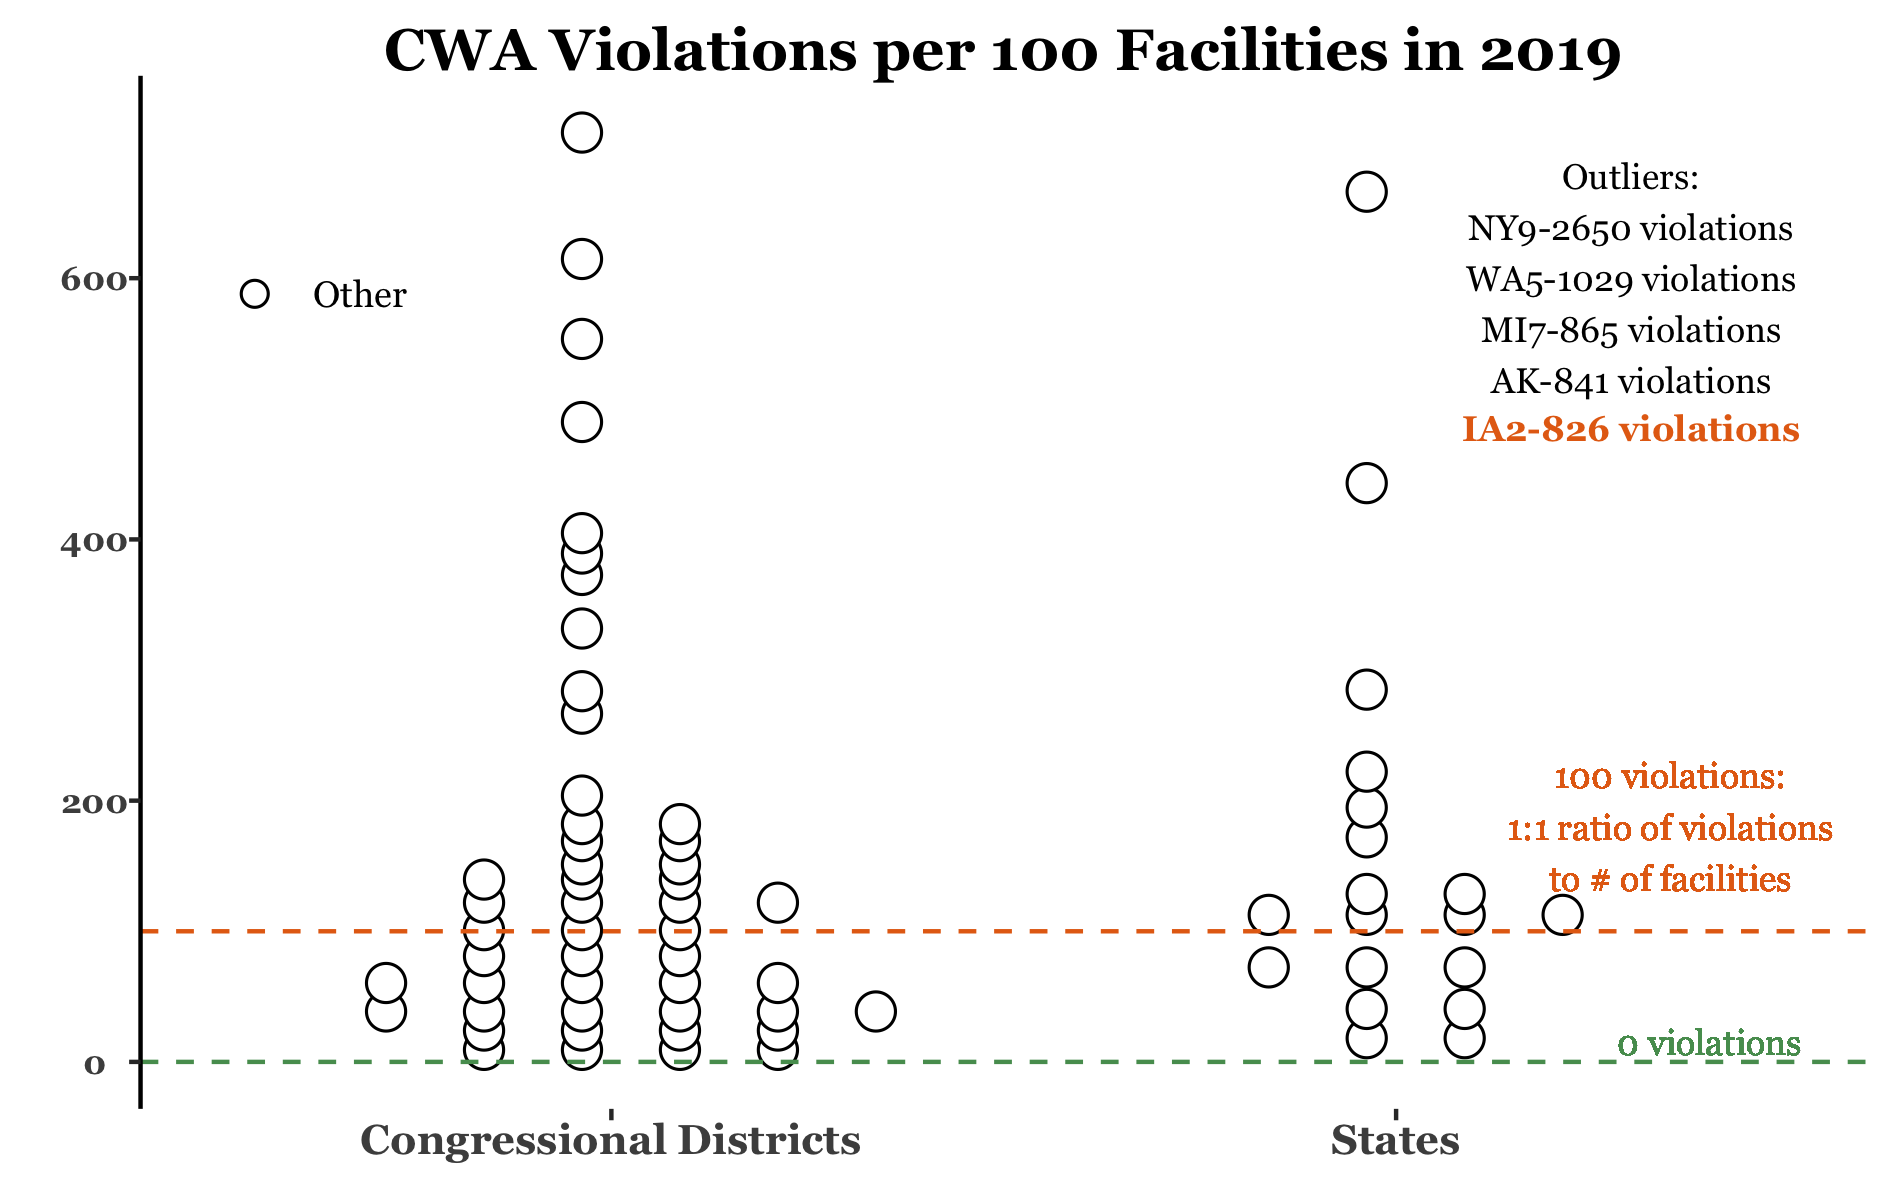 CWA Violations per 100 Facilities in 2019
Outliers:
NY9-2650 violations
WA5-1029 violations
MI7-865 violations
AK-841 violations
IA2-826 violations
Other
600
400
200
0
100 violations:
1:1 ratio of violations
to # of facilities
0 violations
Congressional Districts
States